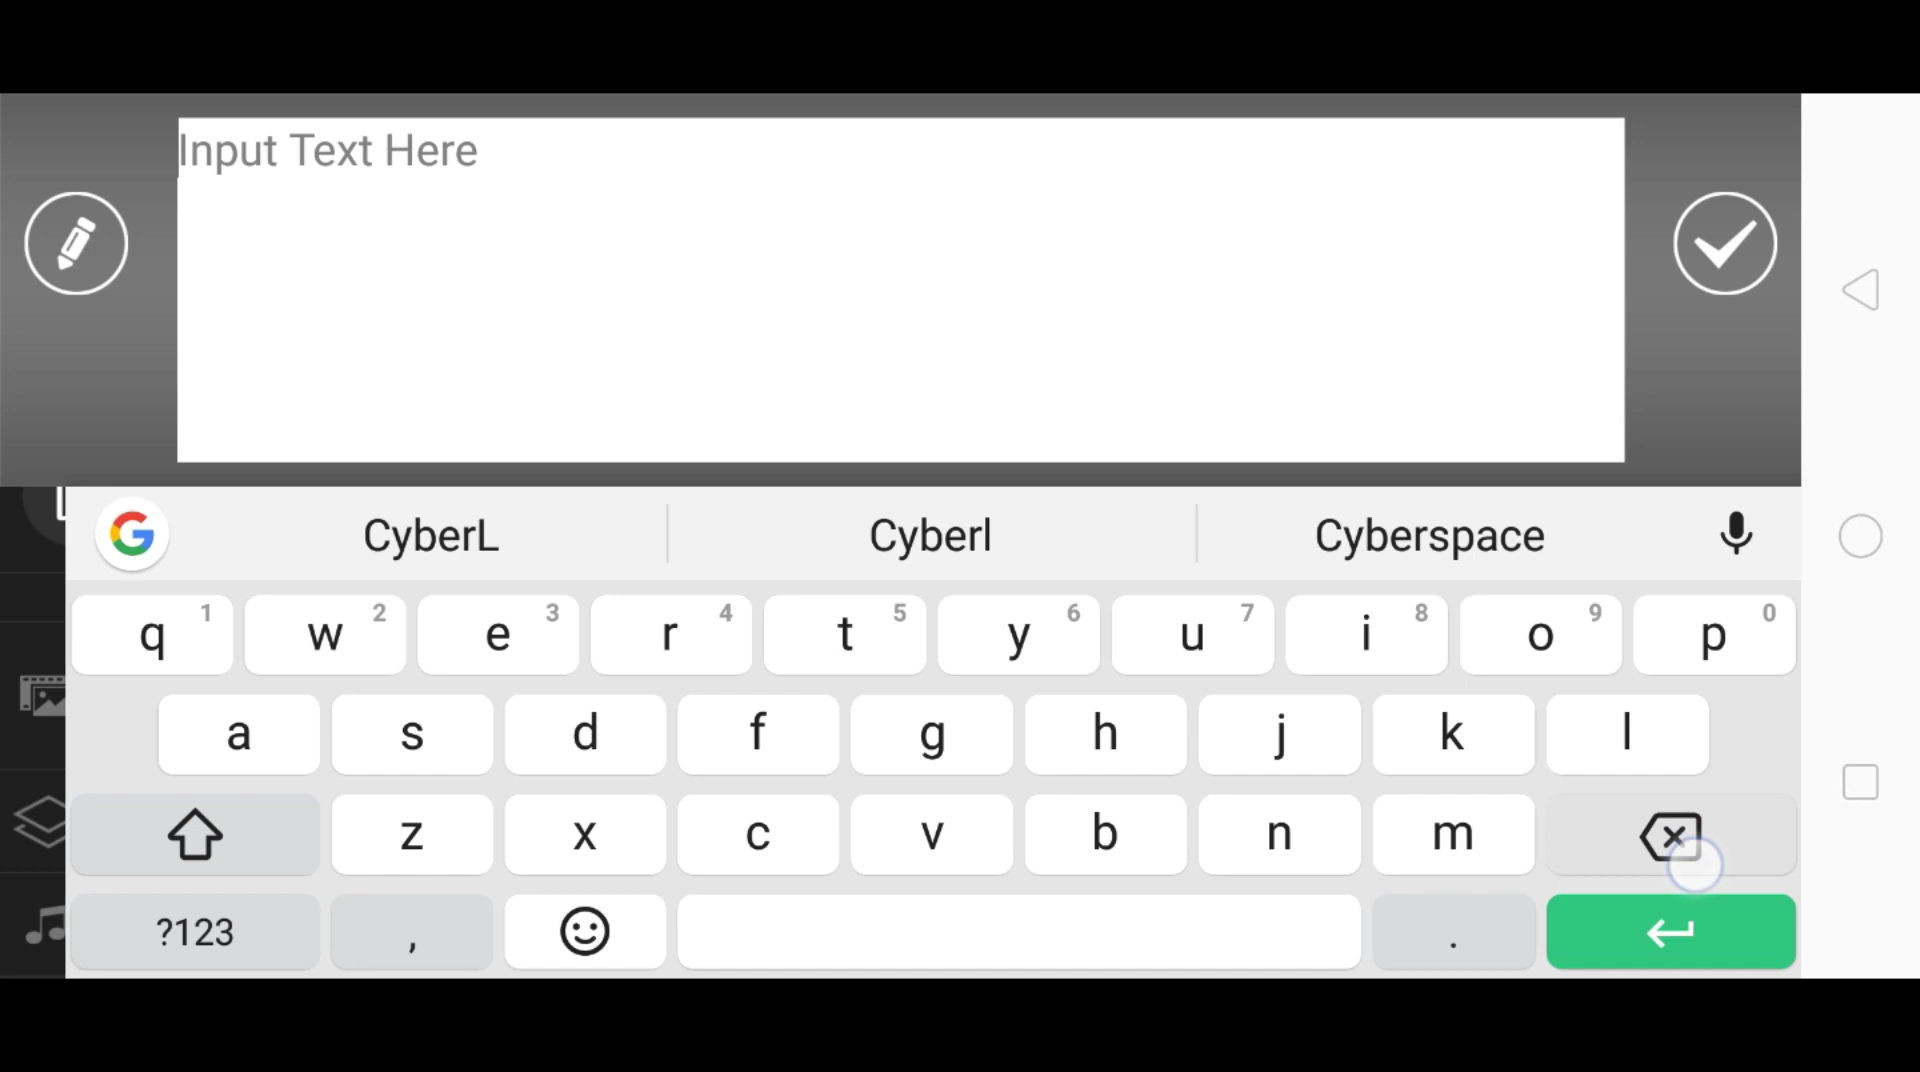 Input Text Here
CyberL Cyberl Cyberspace
q 1 w 2 e 3 r 4 t 5 y 6 u 7 i 8 o 9 p 0
a s d f g h j k l
z x c v b n m
?123 , .